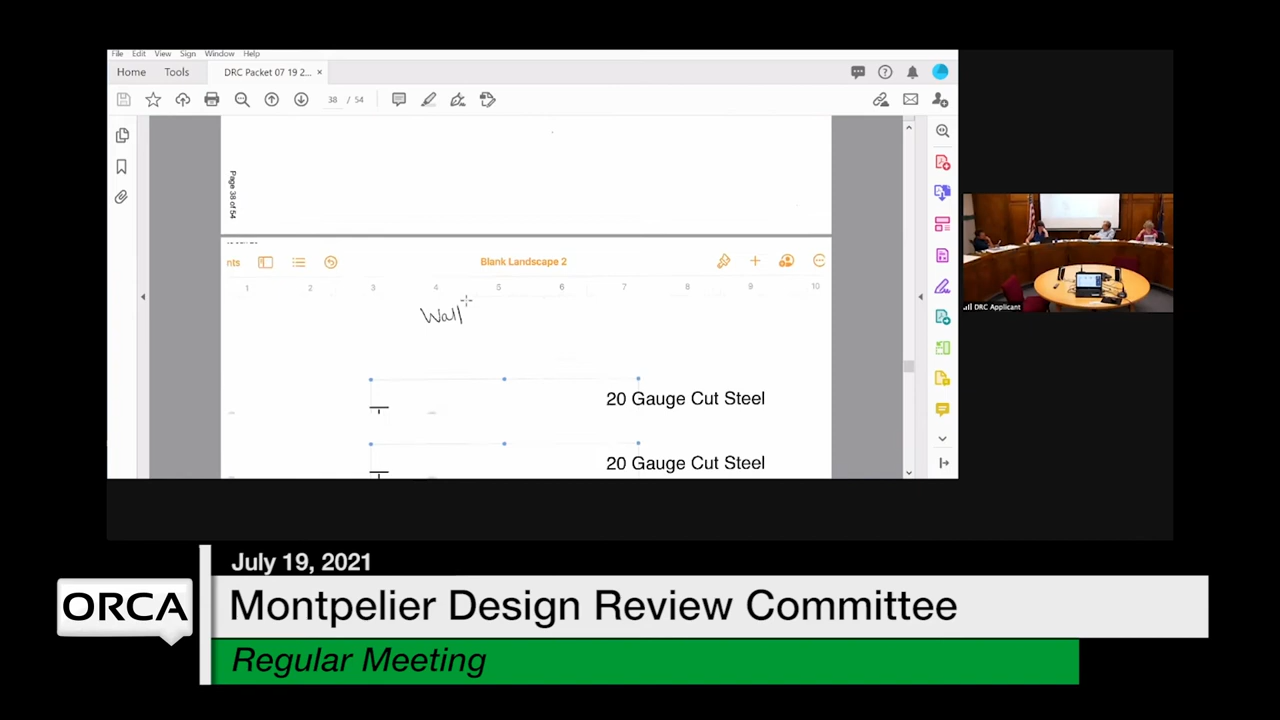 File Edit View Sign Window Help
Home Tools DRC Packet 07 19 2... ×
38 / 54
Page 38 of 54
nts Blank Landscape 2
1 2 3 4 5 6 7 8 9 10
Wall
20 Gauge Cut Steel
20 Gauge Cut Steel
DRC Applicant
July 19, 2021
ORCA
Montpelier Design Review Committee
Regular Meeting